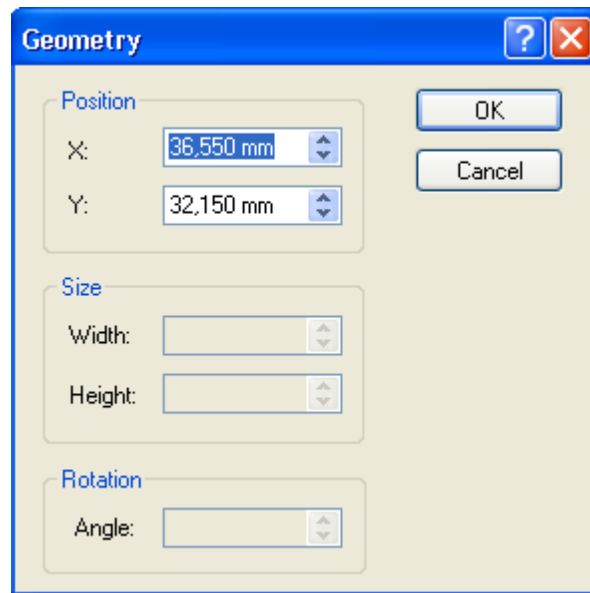 Geometry
?
Position
X: 36,550 mm
Y: 32,150 mm
OK
Cancel
Size
Width:
Height:
Rotation
Angle: